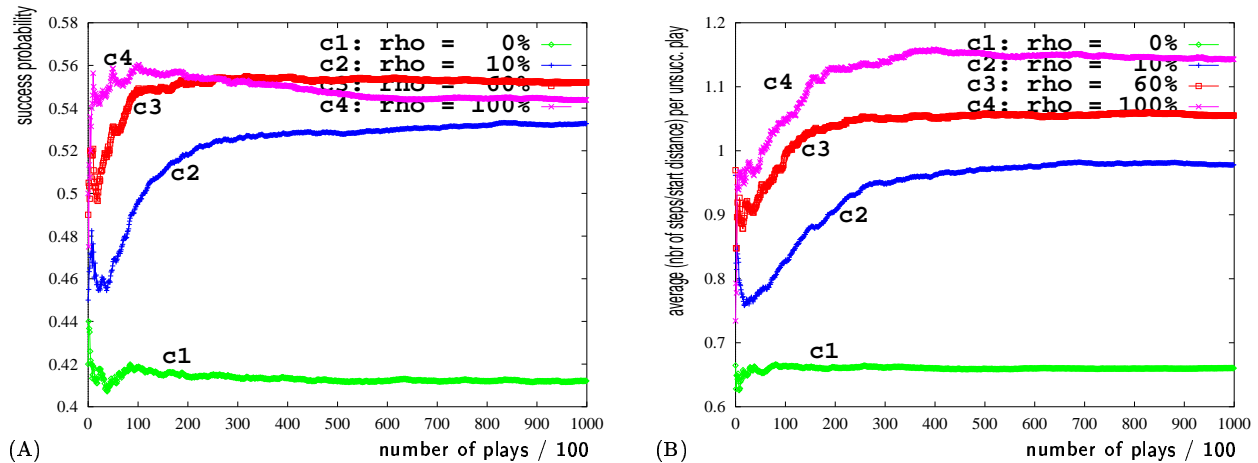 success probability
0.58
0.56
0.54
0.52
0.5
0.48
0.46
0.44
0.42
0.4
c1: rho = 0%
c2: rho = 10%
c3: rho = 60%
c4: rho = 100%
c4
c3
c2
c1
0 100 200 300 400 500 600 700 800 900 1000
(A) number of plays / 100
average (nbr of steps/start distance) per unsucc. play
1.2
1.1
1
0.9
0.8
0.7
0.6
c1: rho = 0%
c2: rho = 10%
c3: rho = 60%
c4: rho = 100%
c4
c3
c2
c1
0 100 200 300 400 500 600 700 800 900 1000
(B) number of plays / 100